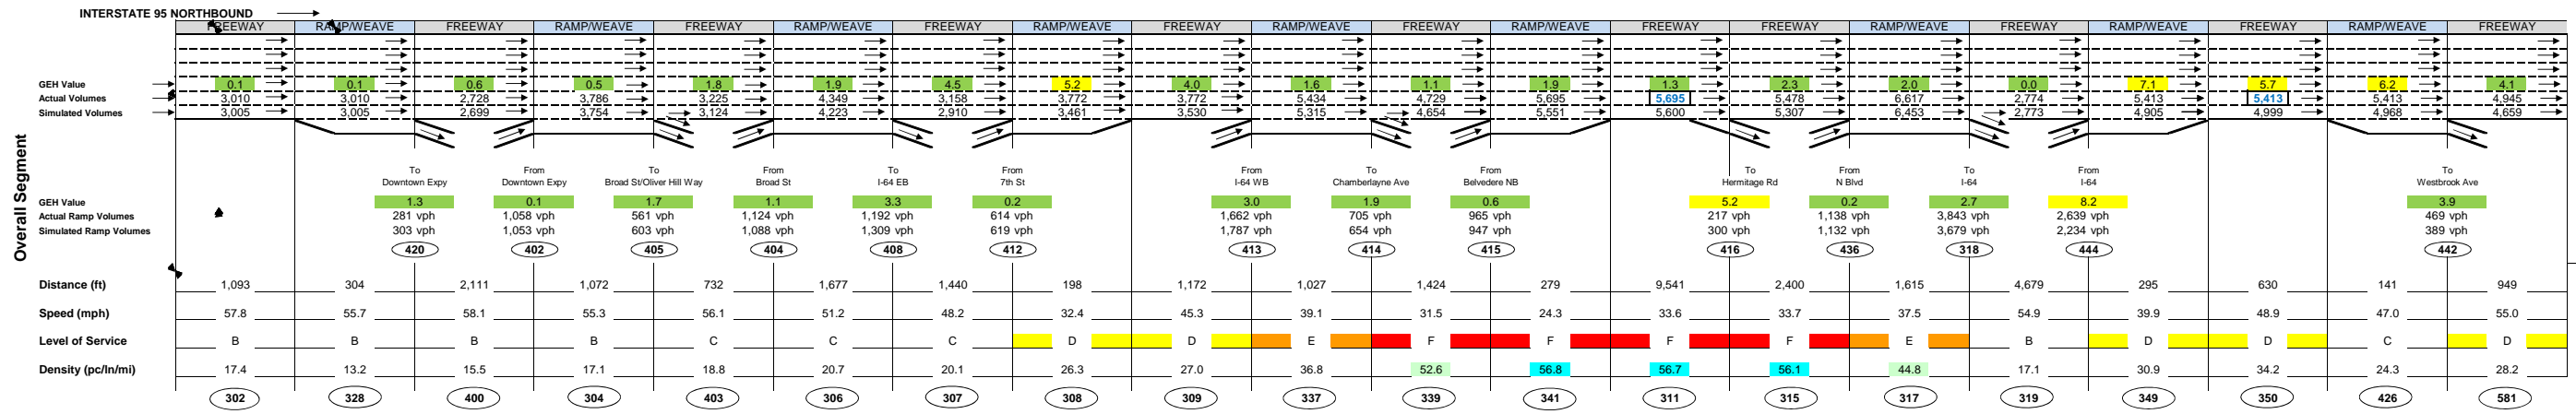 INTERSTATE 95 NORTHBOUND
FREEWAY RAMP/WEAVE FREEWAY RAMP/WEAVE FREEWAY RAMP/WEAVE FREEWAY RAMP/WEAVE FREEWAY RAMP/WEAVE FREEWAY RAMP/WEAVE FREEWAY FREEWAY RAMP/WEAVE FREEWAY RAMP/WEAVE FREEWAY RAMP/WEAVE FREEWAY
GEH Value 0.1 0.1 0.6 0.5 1.8 1.9 4.5 5.2 4.0 1.6 1.1 1.9 1.3 2.3 2.0 0.0 7.1 5.7 6.2 4.1
Actual Volumes 3,010 3,010 2,728 3,786 3,225 4,349 3,158 3,772 3,772 5,434 4,729 5,695 5,695 5,478 6,617 2,774 5,413 5,413 5,413 4,945
Simulated Volumes 3,005 3,005 2,699 3,754 3,124 4,223 2,910 3,461 3,530 5,315 4,654 5,551 5,600 5,307 6,453 2,773 4,905 4,999 4,968 4,659
Overall Segment
To From To From To From From To From To From To From To
Downtown Expy Downtown Expy Broad St/Oliver Hill Way Broad St I-64 EB 7th St I-64 WB Chamberlayne Ave Belvedere NB Hermitage Rd N Blvd I-64 I-64 Westbrook Ave
GEH Value 1.3 0.1 1.7 1.1 3.3 0.2 3.0 1.9 0.6 5.2 0.2 2.7 8.2 3.9
Actual Ramp Volumes 281 vph 1,058 vph 561 vph 1,124 vph 1,192 vph 614 vph 1,662 vph 705 vph 965 vph 217 vph 1,138 vph 3,843 vph 2,639 vph 469 vph
Simulated Ramp Volumes 303 vph 1,053 vph 603 vph 1,088 vph 1,309 vph 619 vph 1,787 vph 654 vph 947 vph 300 vph 1,132 vph 3,679 vph 2,234 vph 389 vph
420 402 405 404 408 412 413 414 415 416 436 318 444 442
Distance (ft) 1,093 304 2,111 1,072 732 1,677 1,440 198 1,172 1,027 1,424 279 9,541 2,400 1,615 4,679 295 630 141 949
Speed (mph) 57.8 55.7 58.1 55.3 56.1 51.2 48.2 32.4 45.3 39.1 31.5 24.3 33.6 33.7 37.5 54.9 39.9 48.9 47.0 55.0
Level of Service B B B B C C C D D E F F F F E B D D C D
Density (pc/ln/mi) 17.4 13.2 15.5 17.1 18.8 20.7 20.1 26.3 27.0 36.8 52.6 56.8 56.7 56.1 44.8 17.1 30.9 34.2 24.3 28.2
302 328 400 304 403 306 307 308 309 337 339 341 311 315 317 319 349 350 426 581